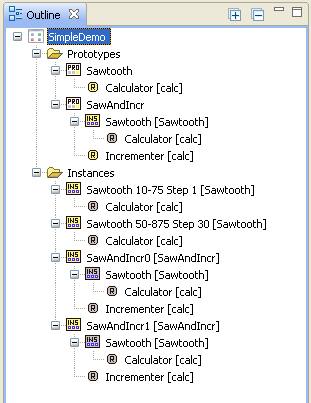 Outline
SimpleDemo
Prototypes
PRO Sawtooth
R Calculator [calc]
PRO SawAndIncr
INS Sawtooth [Sawtooth]
R Calculator [calc]
R Incrementer [calc]
Instances
INS Sawtooth 10-75 Step 1 [Sawtooth]
R Calculator [calc]
INS Sawtooth 50-875 Step 30 [Sawtooth]
R Calculator [calc]
INS SawAndIncr0 [SawAndIncr]
INS Sawtooth [Sawtooth]
R Calculator [calc]
R Incrementer [calc]
INS SawAndIncr1 [SawAndIncr]
INS Sawtooth [Sawtooth]
R Calculator [calc]
R Incrementer [calc]